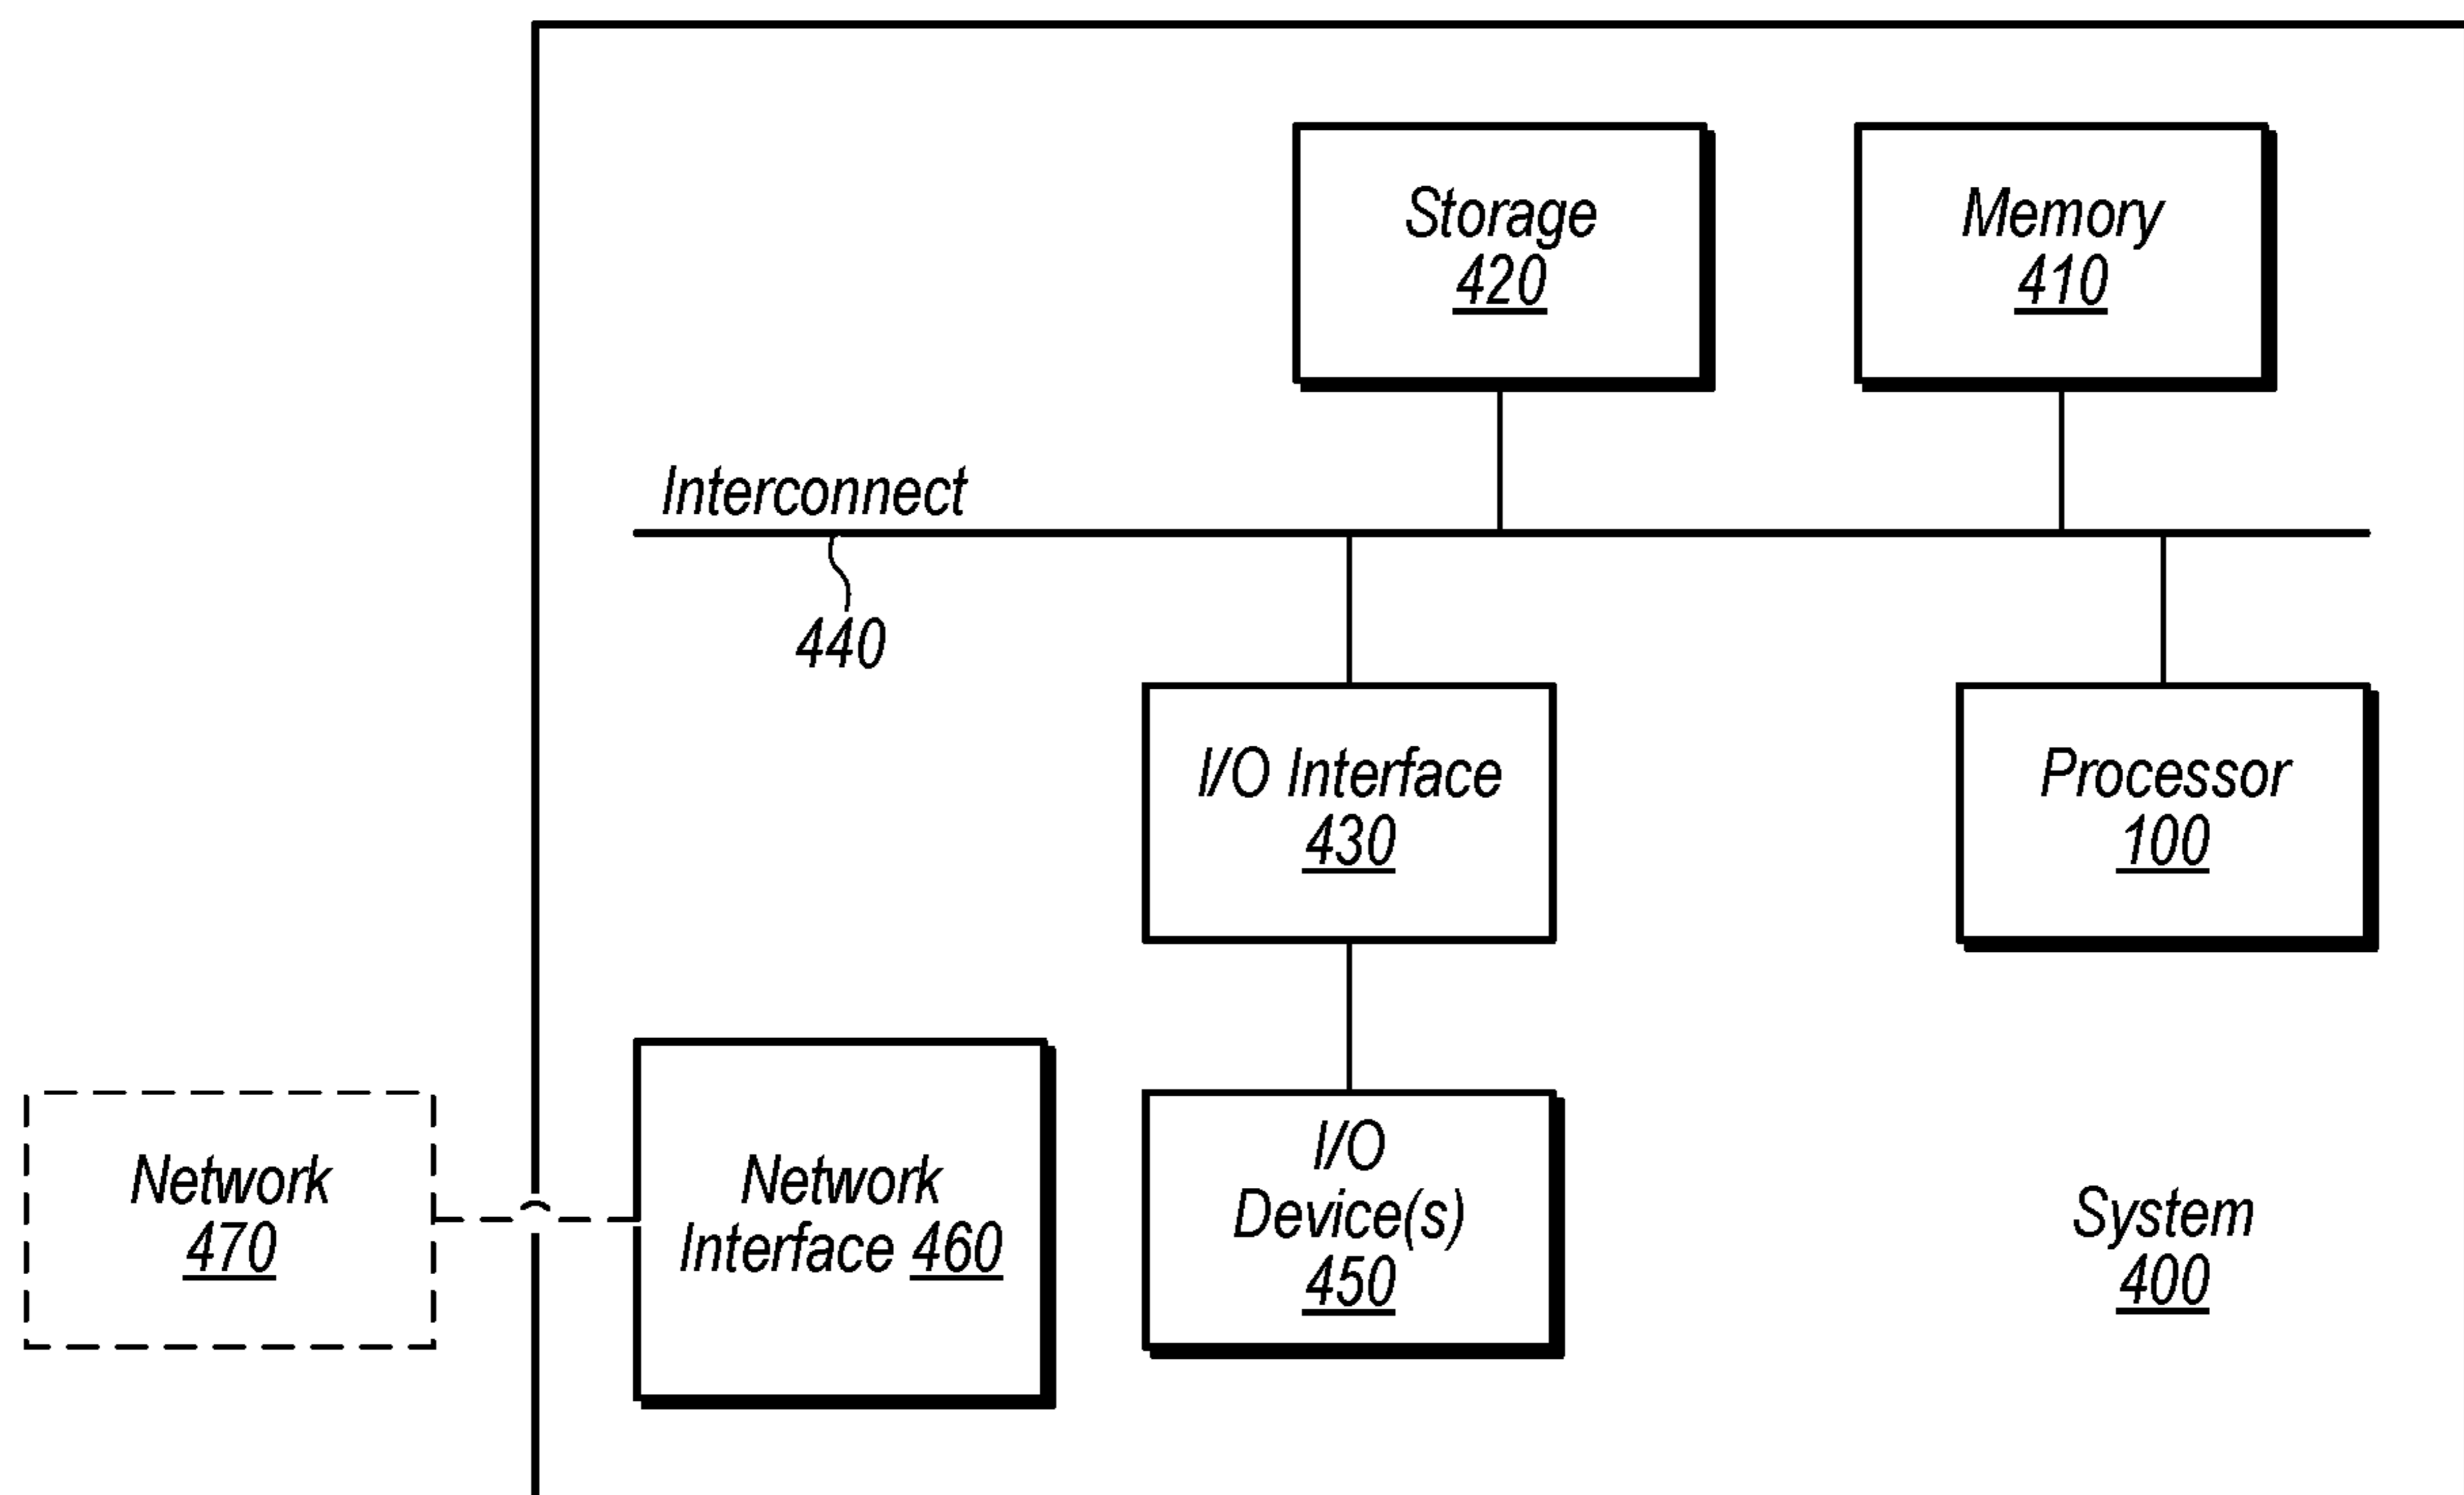 Storage
420
Memory
410
Interconnect
440
I/O Interface
430
Processor
100
Network
470
Network
Interface 460
I/O
Device(s)
450
System
400